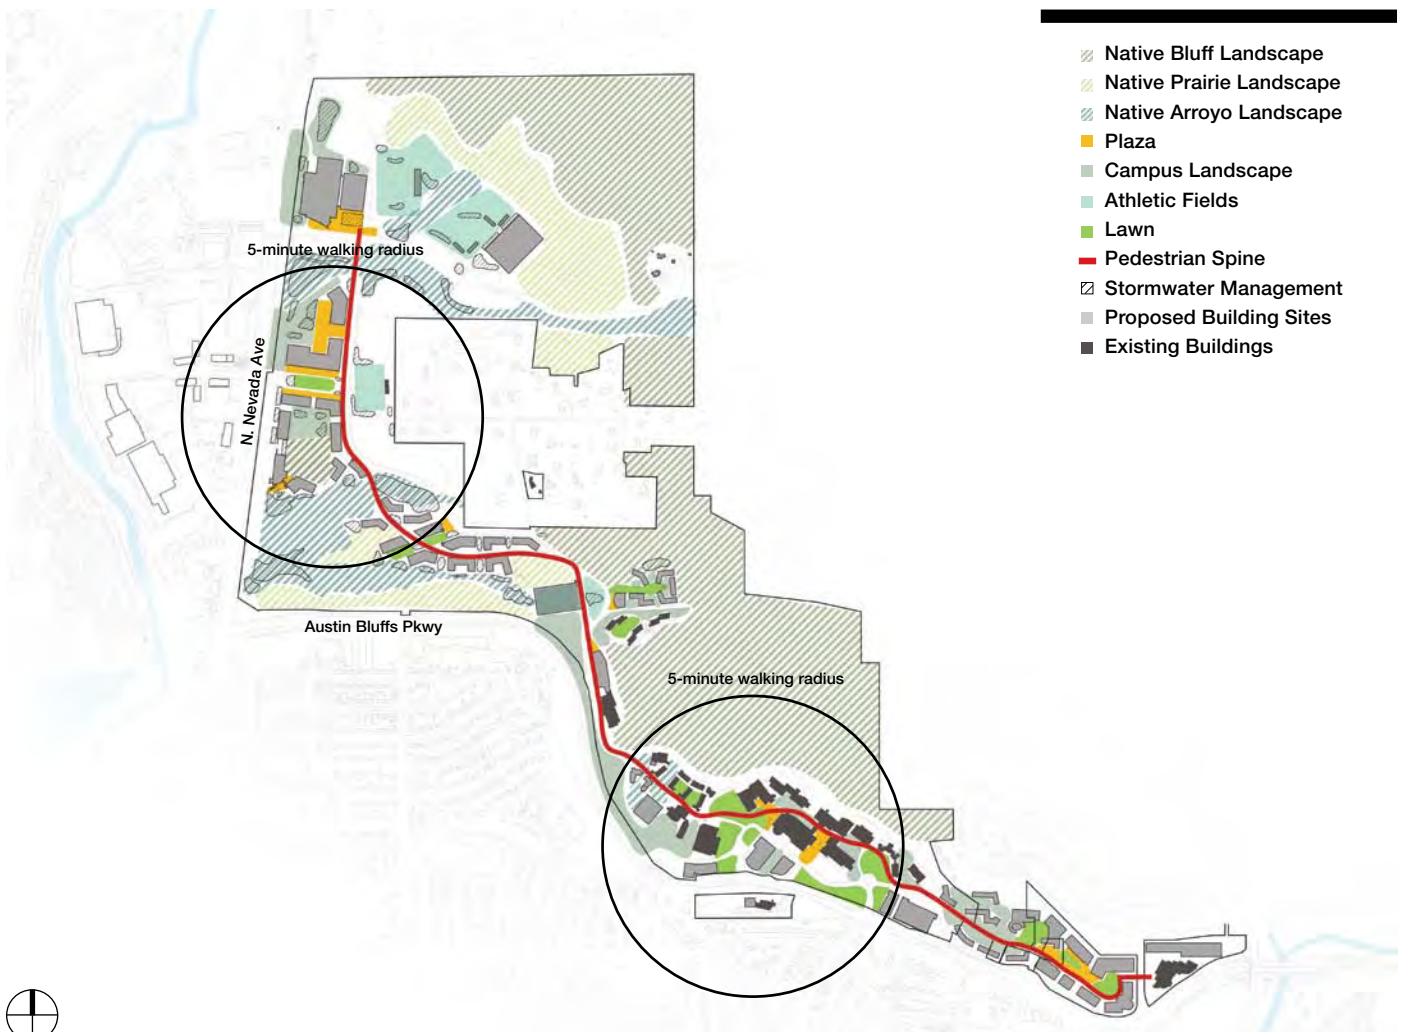 Native Bluff Landscape
Native Prairie Landscape
Native Arroyo Landscape
Plaza
Campus Landscape
Athletic Fields
Lawn
Pedestrian Spine
Stormwater Management
Proposed Building Sites
Existing Buildings
5-minute walking radius
N. Nevada Ave
Austin Bluffs Pkwy
5-minute walking radius